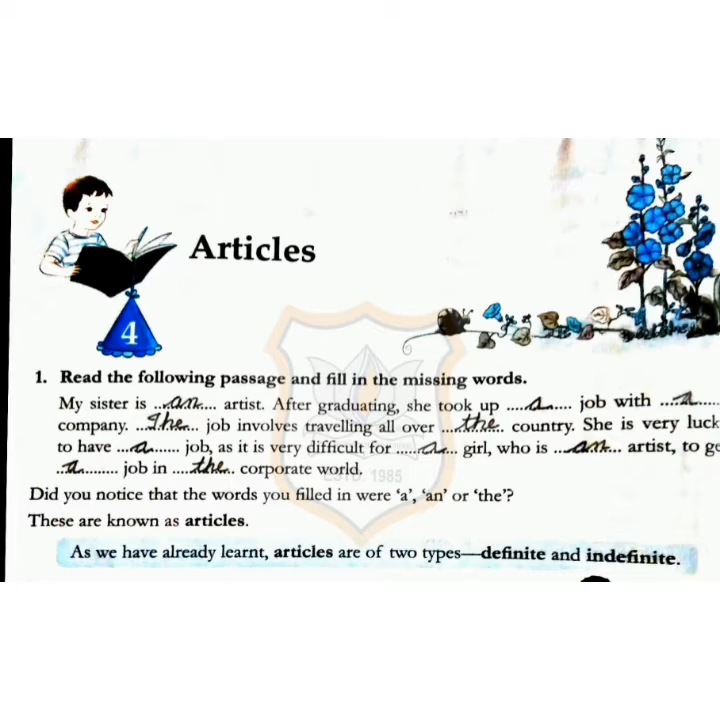 Articles
4
1. Read the following passage and fill in the missing words.
My sister is ...an.... artist. After graduating, she took up .....a..... job with ....a.....
company. ...The... job involves travelling all over ....the... country. She is very luck
to have ....a...... job, as it is very difficult for ......a.... girl, who is ....an.... artist, to ge
..a......... job in ....the... corporate world.
ESTD. 1985
Did you notice that the words you filled in were ‘a’, ‘an’ or ‘the’?
These are known as articles.
As we have already learnt, articles are of two types—definite and indefinite.